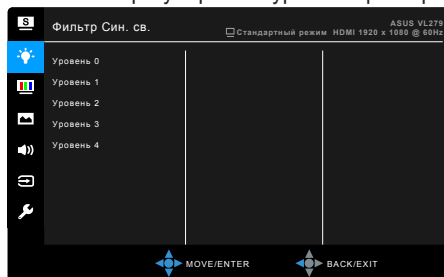 S
Фильтр Син. св.
ASUS VL279
Стандартный режим HDMI 1920 x 1080 @ 60Hz
Уровень 0
Уровень 1
Уровень 2
Уровень 3
Уровень 4
MOVE/ENTER
BACK/EXIT